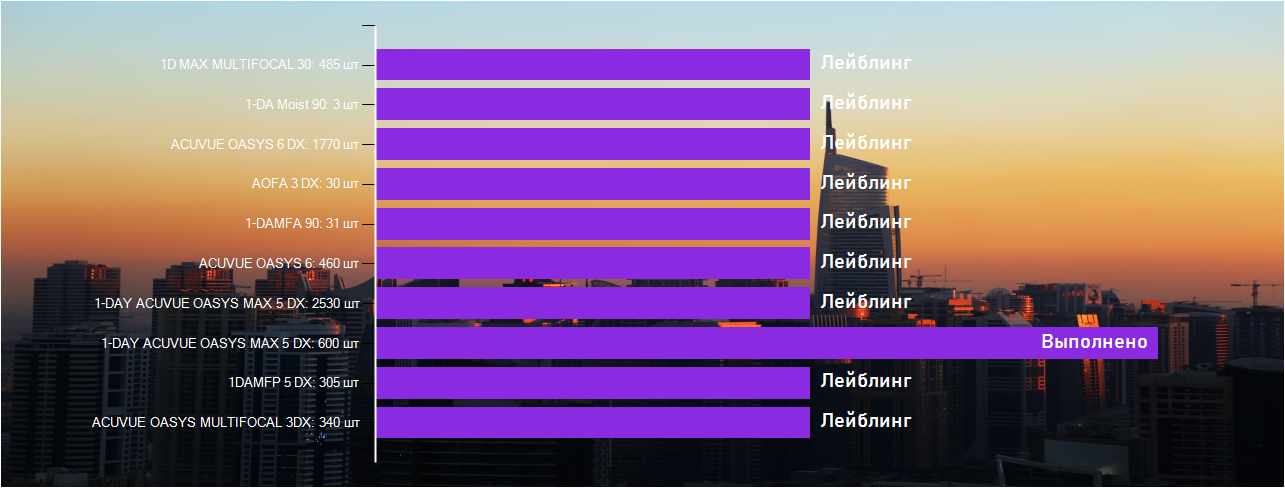 1D MAX MULTIFOCAL 30: 485 шт Лейблинг
1-DA Moist 90: 3 шт Лейблинг
ACUVUE OASYS 6 DX: 1770 шт Лейблинг
AOFA 3 DX: 30 шт Лейблинг
1-DAMFA 90: 31 шт Лейблинг
ACUVUE OASYS 6: 460 шт Лейблинг
1-DAY ACUVUE OASYS MAX 5 DX: 2530 шт Лейблинг
1-DAY ACUVUE OASYS MAX 5 DX: 600 шт Выполнено
1DAMFP 5 DX: 305 шт Лейблинг
ACUVUE OASYS MULTIFOCAL 3DX: 340 шт Лейблинг